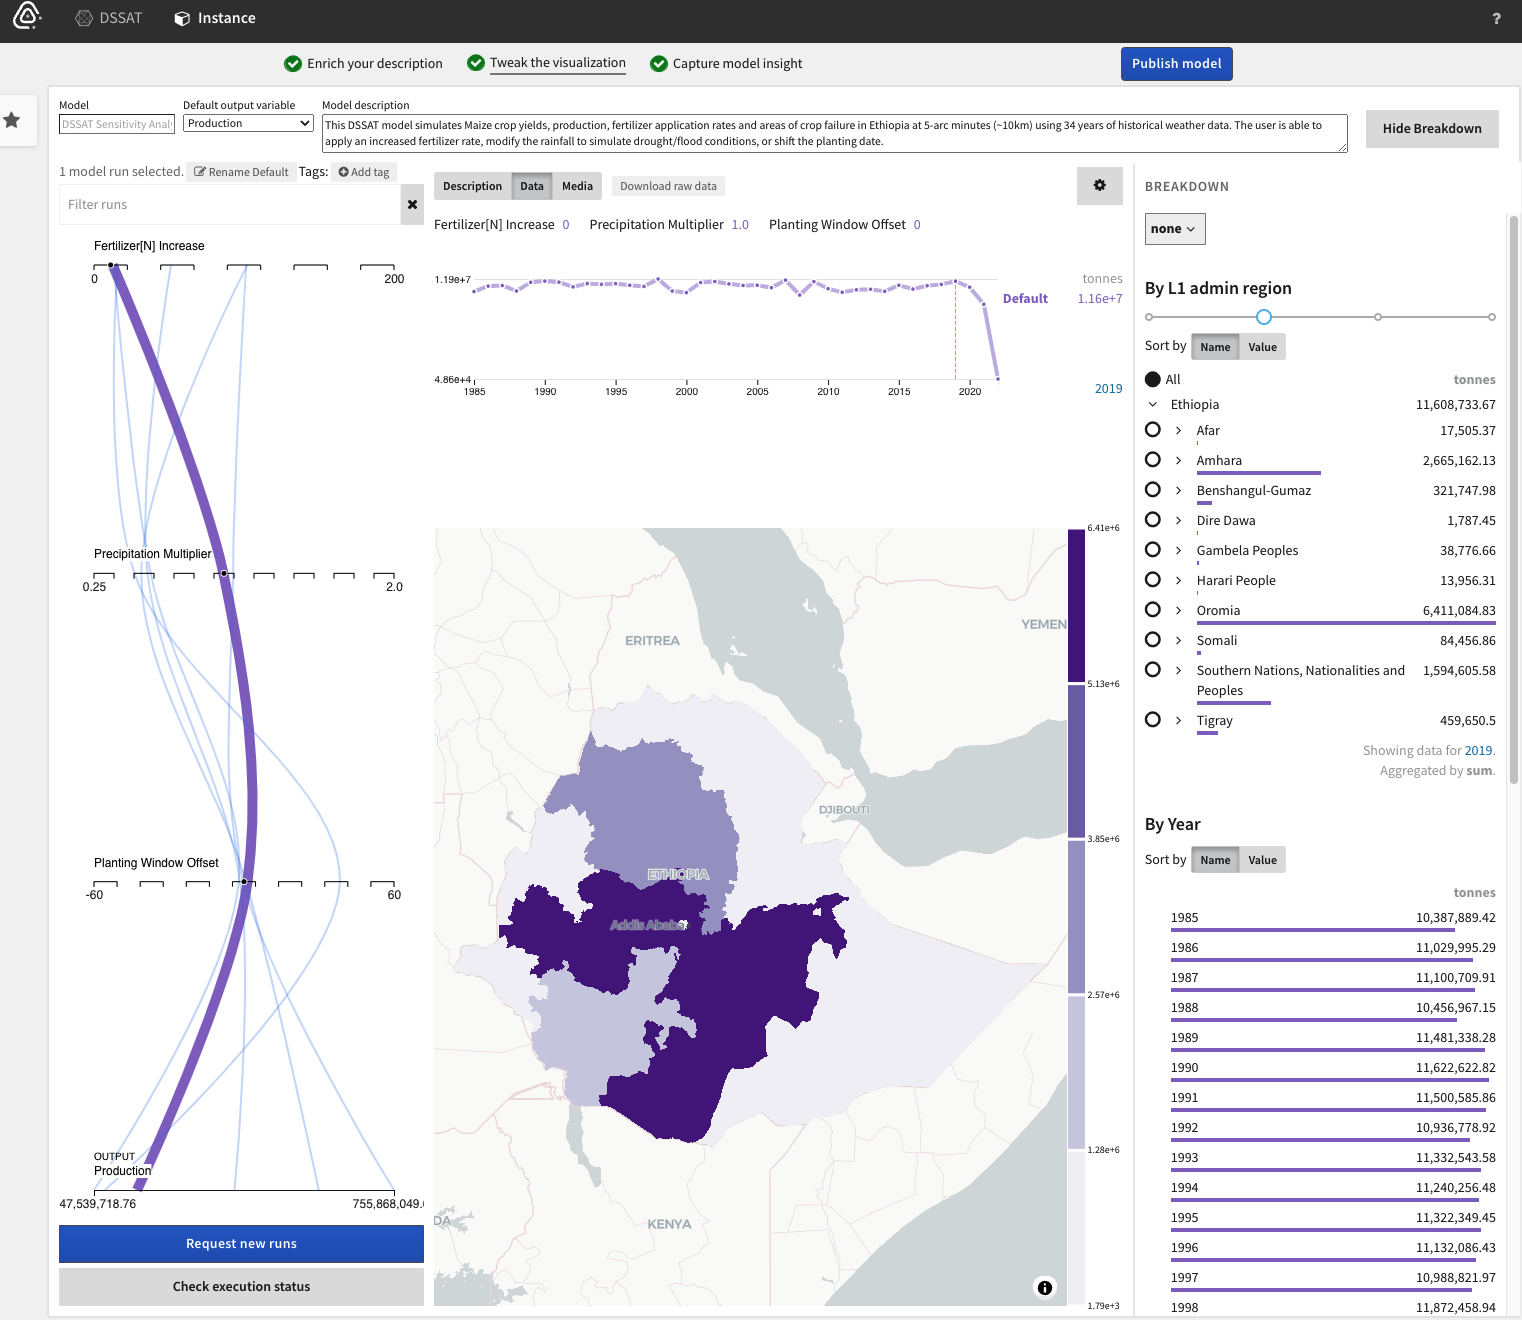 DSSAT
Instance
?
Enrich your description
Tweak the visualization
Capture model insight
Publish model
Model
Default output variable
Model description
DSSAT Sensitivity Analy
Production
This DSSAT model simulates Maize crop yields, production, fertilizer application rates and areas of crop failure in Ethiopia at 5-arc minutes (~10km) using 34 years of historical weather data. The user is able to
apply an increased fertilizer rate, modify the rainfall to simulate drought/flood conditions, or shift the planting date.
Hide Breakdown
1 model run selected.
Rename Default
Tags:
Add tag
Filter runs
Fertilizer[N] Increase
0
200
Precipitation Multiplier
0.25
2.0
Planting Window Offset
-60
60
OUTPUT
Production
47,539,718.76
755,868,049.
Request new runs
Check execution status
Description
Data
Media
Download raw data
Fertilizer[N] Increase 0
Precipitation Multiplier 1.0
Planting Window Offset 0
1.19e+7
4.86e+4
1985
1990
1995
2000
2005
2010
2015
2020
tonnes
Default 1.16e+7
2019
ERITREA
YEMEN
DJIBOUTI
ETHIOPIA
Addis Ababa
KENYA
DA
6.41e+6
5.13e+6
3.85e+6
2.57e+6
1.28e+6
1.79e+3
BREAKDOWN
none
By L1 admin region
Sort by Name Value
All tonnes
Ethiopia 11,608,733.67
Afar 17,505.37
Amhara 2,665,162.13
Benshangul-Gumaz 321,747.98
Dire Dawa 1,787.45
Gambela Peoples 38,776.66
Harari People 13,956.31
Oromia 6,411,084.83
Somali 84,456.86
Southern Nations, Nationalities and 1,594,605.58
Peoples
Tigray 459,650.5
Showing data for 2019.
Aggregated by sum.
By Year
Sort by Name Value
tonnes
1985 10,387,889.42
1986 11,029,995.29
1987 11,100,709.91
1988 10,456,967.15
1989 11,481,338.28
1990 11,622,622.82
1991 11,500,585.86
1992 10,936,778.92
1993 11,332,543.58
1994 11,240,256.48
1995 11,322,349.45
1996 11,132,086.43
1997 10,988,821.97
1998 11,872,458.94